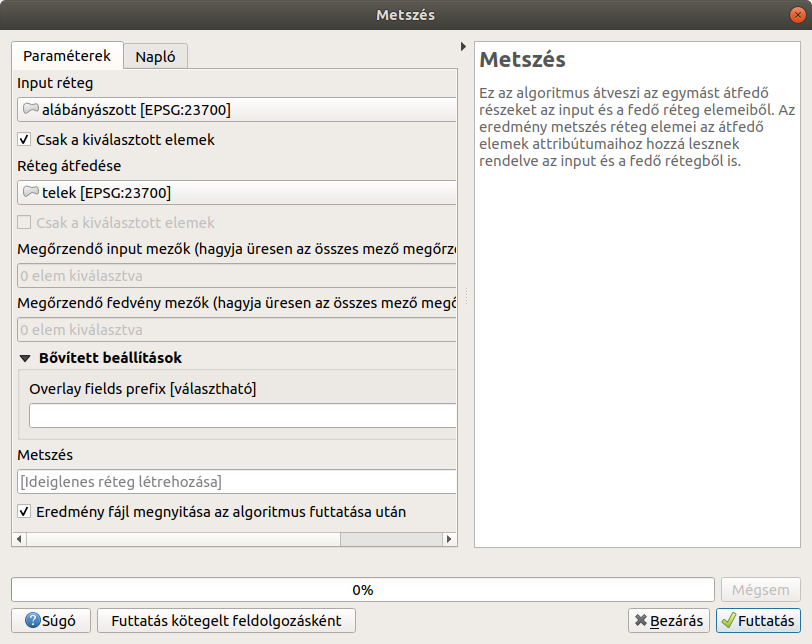 Metszés
Paraméterek
Napló
Input réteg
alábányászott [EPSG:23700]
Csak a kiválasztott elemek
Réteg átfedése
telek [EPSG:23700]
Csak a kiválasztott elemek
Megőrzendő input mezők (hagyja üresen az összes mező megőrz
0 elem kiválasztva
Megőrzendő fedvény mezők (hagyja üresen az összes mező megő
0 elem kiválasztva
Bővített beállítások
Overlay fields prefix [választható]
Metszés
[Ideiglenes réteg létrehozása]
Eredmény fájl megnyitása az algoritmus futtatása után
Metszés
Ez az algoritmus átveszi az egymást átfedő
részeket az input és a fedő réteg elemeiből. Az
eredmény metszés réteg elemei az átfedő
elemek attribútumaihoz hozzá lesznek
rendelve az input és a fedő rétegből is.
0%
Mégsem
Súgó
Futtatás kötegelt feldolgozásként
Bezárás
Futtatás